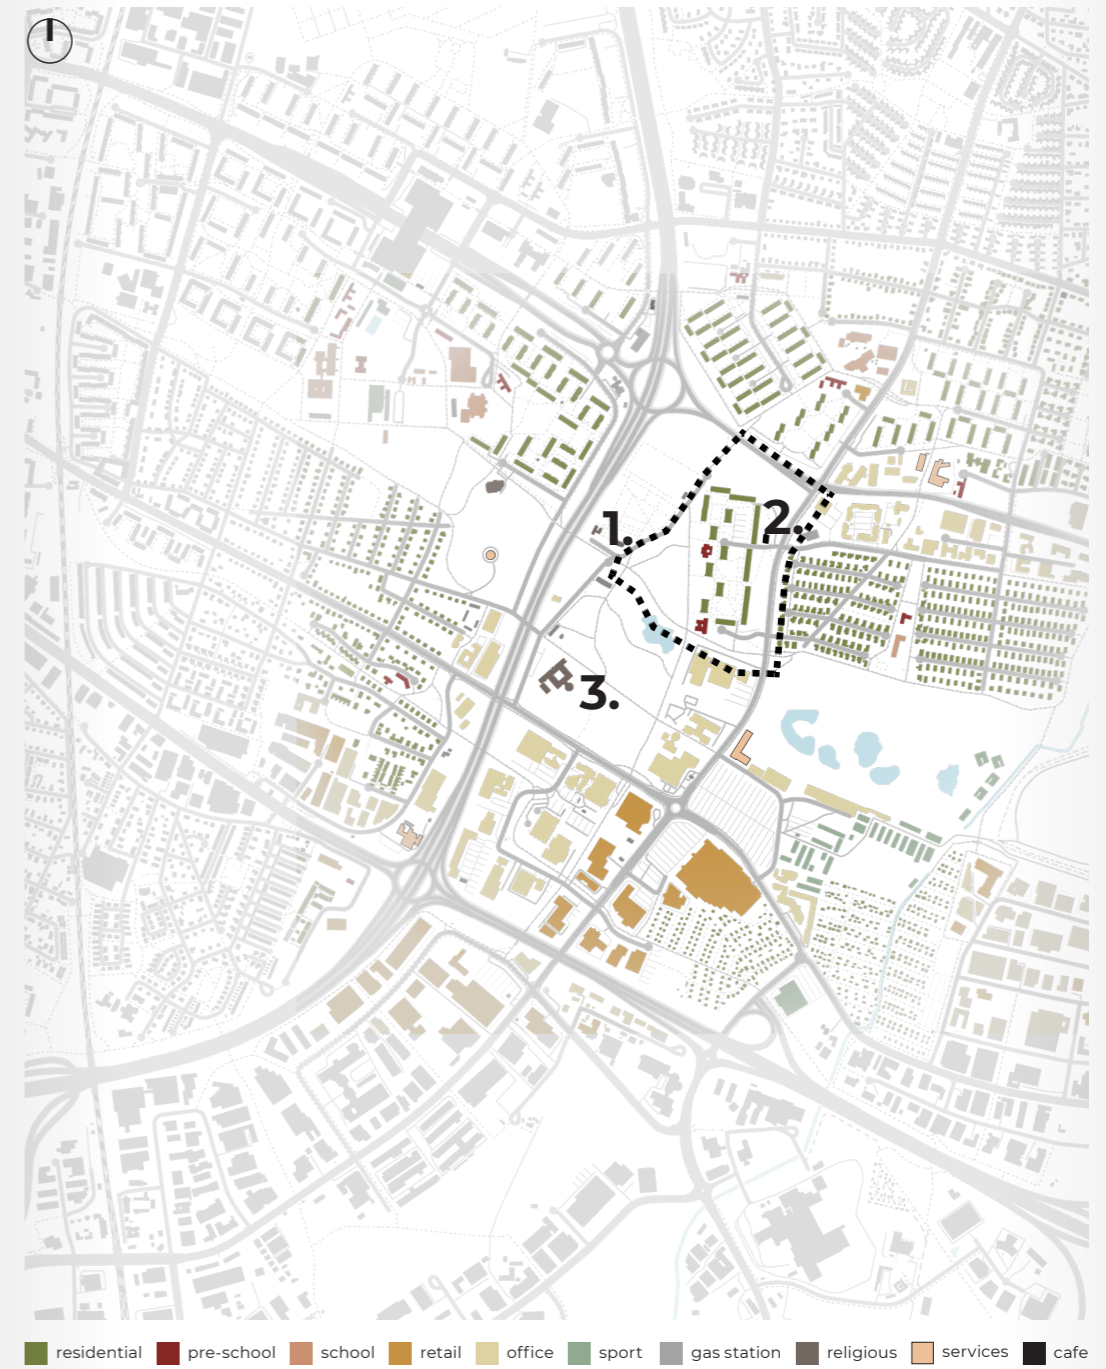 1.
2.
3.
residential pre-school school retail office sport gas station religious services cafe